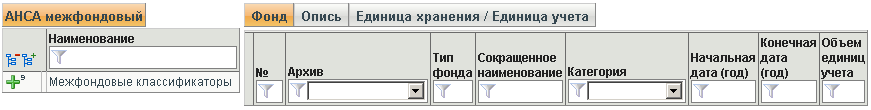 АНСА межфондовый
Наименование
Межфондовые классификаторы
Фонд Опись Единица хранения / Единица учета
№
Архив
Тип
фонда
Сокращенное
наименование
Категория
Начальная
дата (год)
Конечная
дата
(год)
Объем
единиц
учета